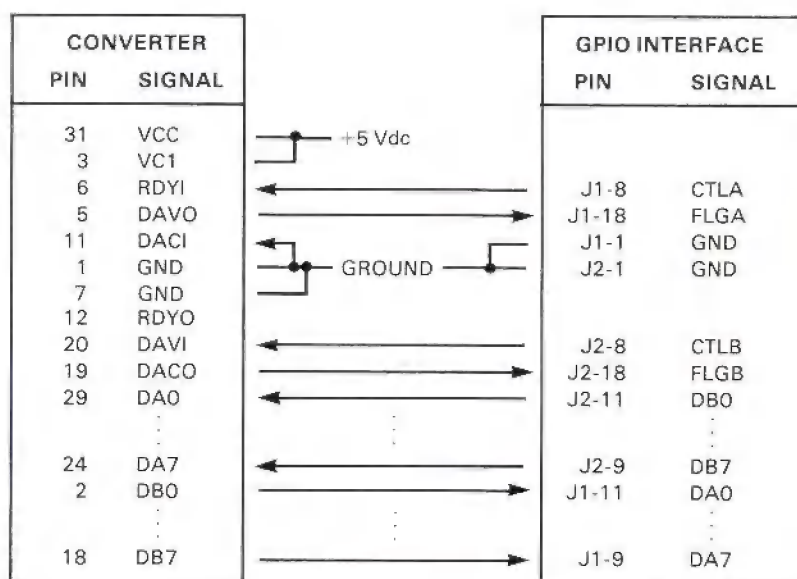 CONVERTER GPIO INTERFACE
PIN SIGNAL PIN SIGNAL
31 VCC +5 Vdc
3 VC1
6 RDYI J1-8 CTLA
5 DAVO J1-18 FLGA
11 DACI J1-1 GND
1 GND GROUND J2-1 GND
7 GND
12 RDYO
20 DAVI J2-8 CTLB
19 DACO J2-18 FLGB
29 DA0 J2-11 DB0
24 DA7 J2-9 DB7
2 DB0 J1-11 DA0
18 DB7 J1-9 DA7